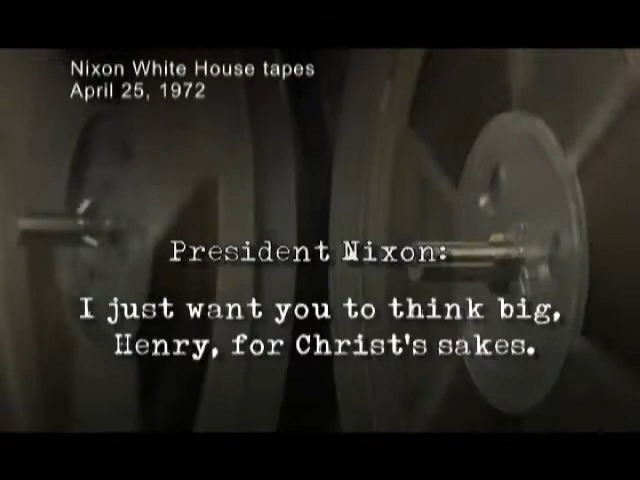 Nixon White House tapes
April 25, 1972
President Nixon:
I just want you to think big,
Henry, for Christ's sakes.